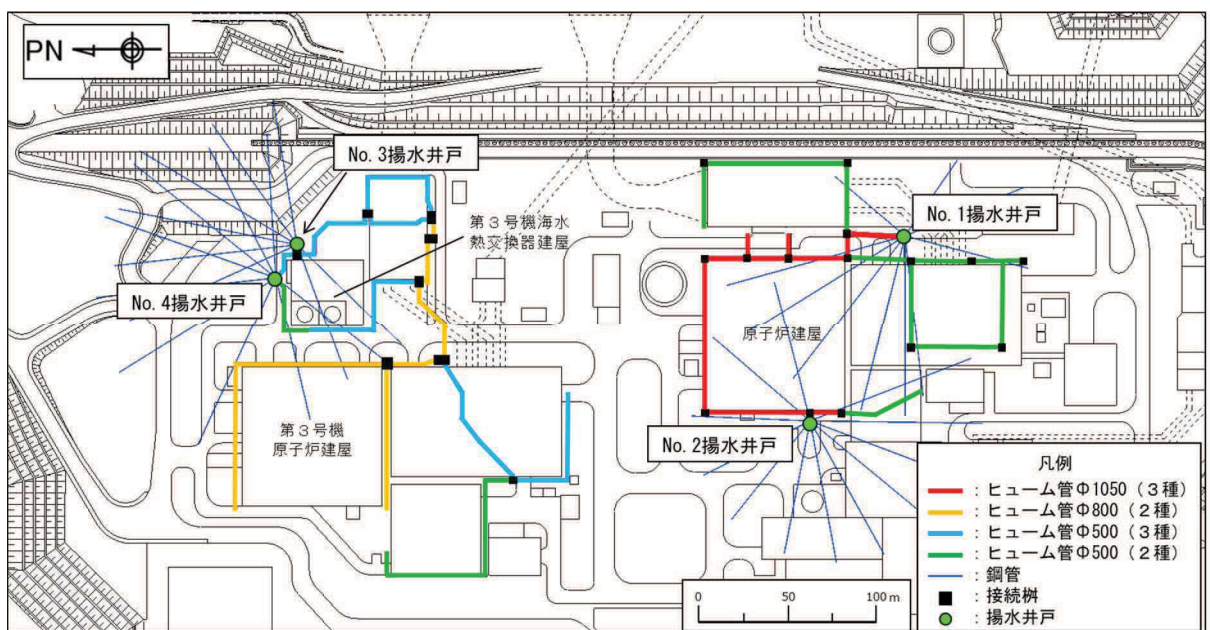 PN
No.3揚水井戸
No.1揚水井戸
第3号機海水
熱交換器建屋
No.4揚水井戸
原子炉建屋
第3号機
原子炉建屋
No.2揚水井戸
凡例
：ヒューム管Φ1050（3種）
：ヒューム管Φ800（2種）
：ヒューム管Φ500（3種）
：ヒューム管Φ500（2種）
：鋼管
：接続桝
：揚水井戸
0 50 100m